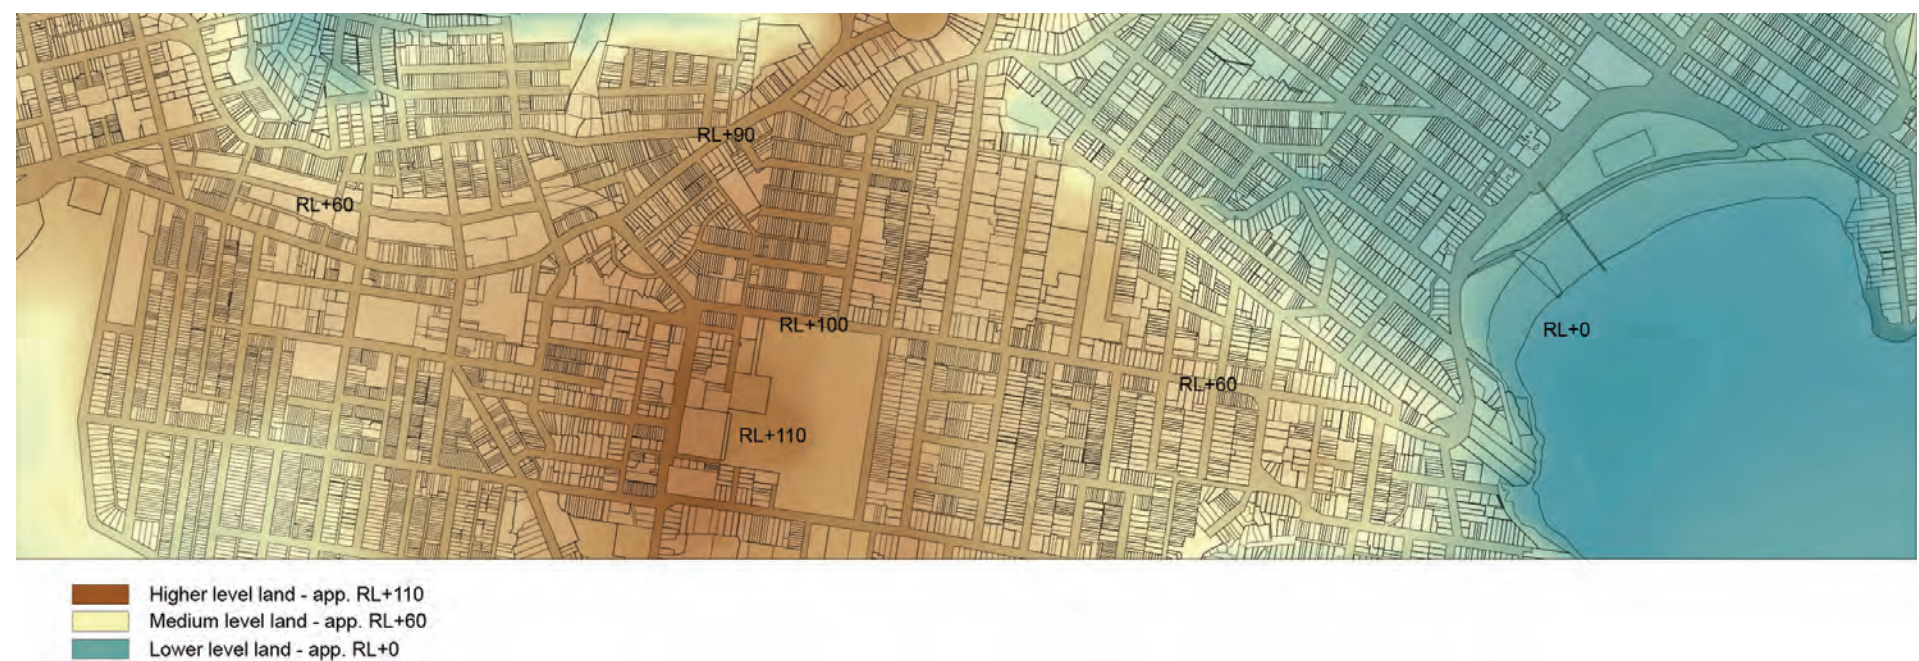 RL+90
RL+60
RL+100
RL+0
RL+60
RL+110
Higher level land - app. RL+110
Medium level land - app. RL+60
Lower level land - app. RL+0